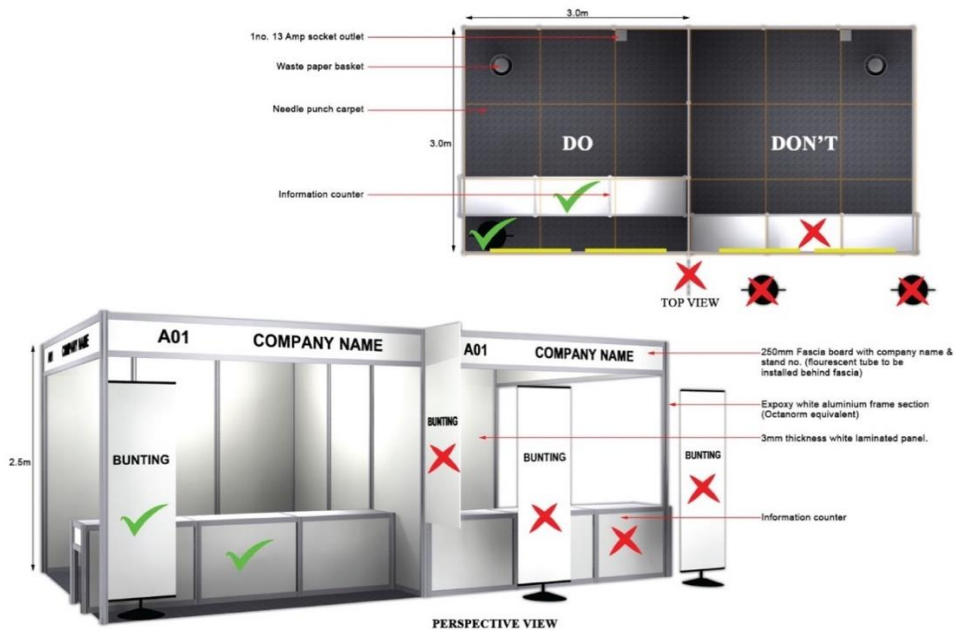 3.0m
1no. 13 Amp socket outlet
Waste paper basket
Needle punch carpet
3.0m
DO
DON'T
Information counter
TOP VIEW
A01
COMPANY NAME
A01 COMPANY NAME
A01 COMPANY NAME
250mm Fascia board with company name &
stand no. (flourescent tube to be
installed behind fascia)
Expoxy white aluminium frame section
(Octanorm equivalent)
3mm thickness white laminated panel.
2.5m
BUNTING
BUNTING
BUNTING
BUNTING
Information counter
PERSPECTIVE VIEW